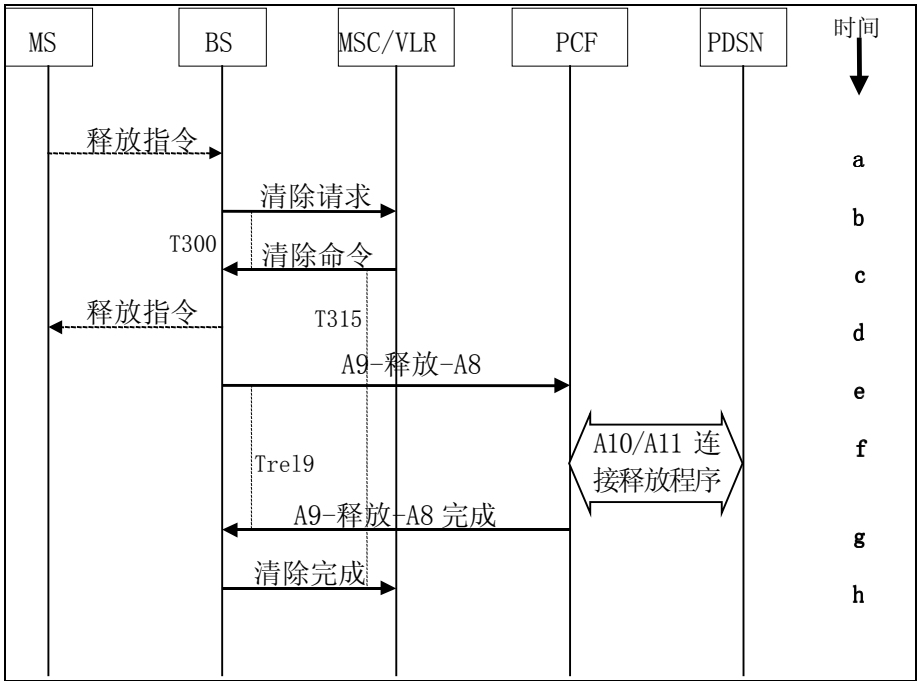 MS
BS
MSC/VLR
PCF
PDSN
时间
释放指令
a
清除请求
b
T300
清除命令
c
释放指令
T315
d
A9-释放-A8
e
A10/A11 连
接释放程序
f
Trel9
A9-释放-A8 完成
g
清除完成
h